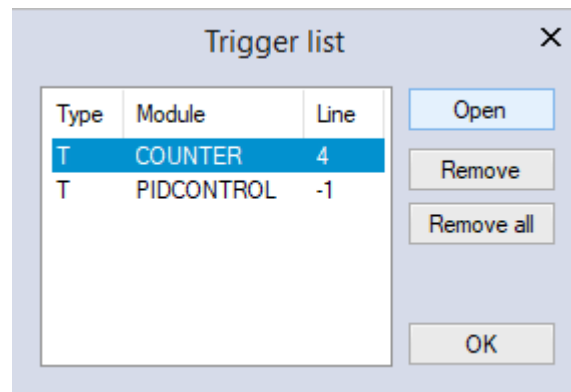 Trigger list
Type Module Line
T COUNTER 4
T PIDCONTROL -1
Open
Remove
Remove all
OK